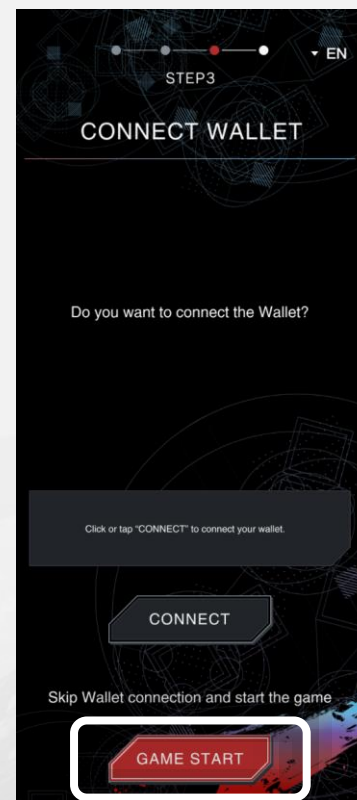 EN
STEP3
CONNECT WALLET
Do you want to connect the Wallet?
Click or tap "CONNECT" to connect your wallet.
CONNECT
Skip Wallet connection and start the game
GAME START